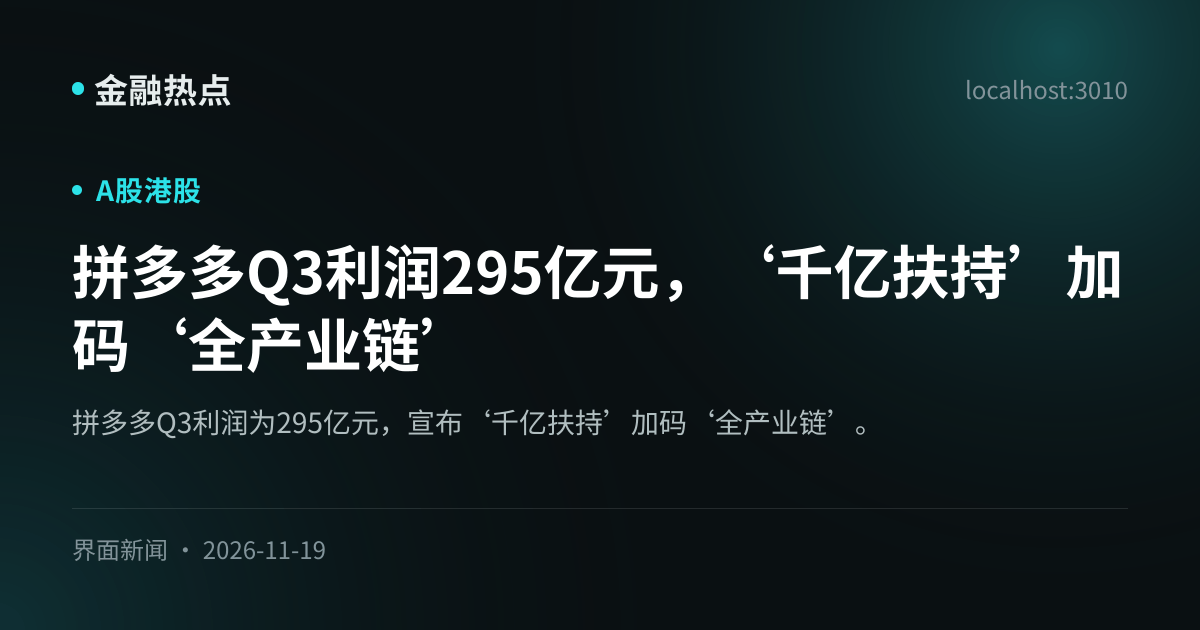 金融热点
localhost:3010
A股港股
拼多多Q3利润295亿元，‘千亿扶持’加
码‘全产业链’
拼多多Q3利润为295亿元，宣布‘千亿扶持’加码‘全产业链’。
界面新闻 · 2026-11-19